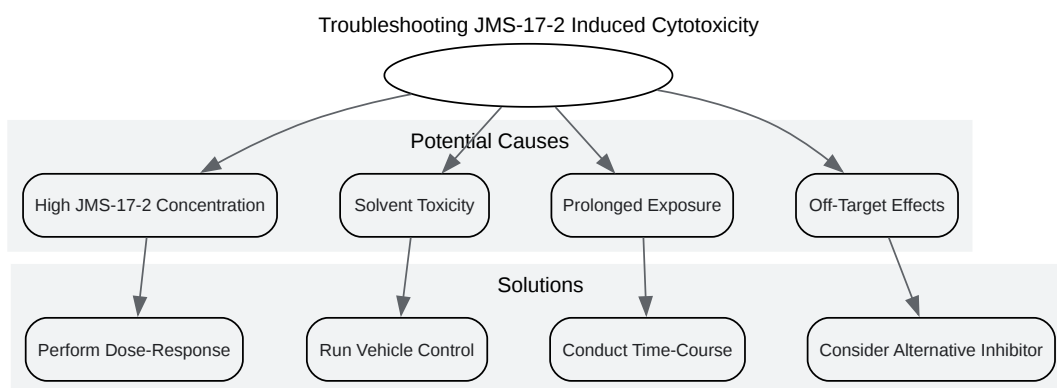 Troubleshooting JMS-17-2 Induced Cytotoxicity
Potential Causes
High JMS-17-2 Concentration
Solvent Toxicity
Prolonged Exposure
Off-Target Effects
Solutions
Perform Dose-Response
Run Vehicle Control
Conduct Time-Course
Consider Alternative Inhibitor